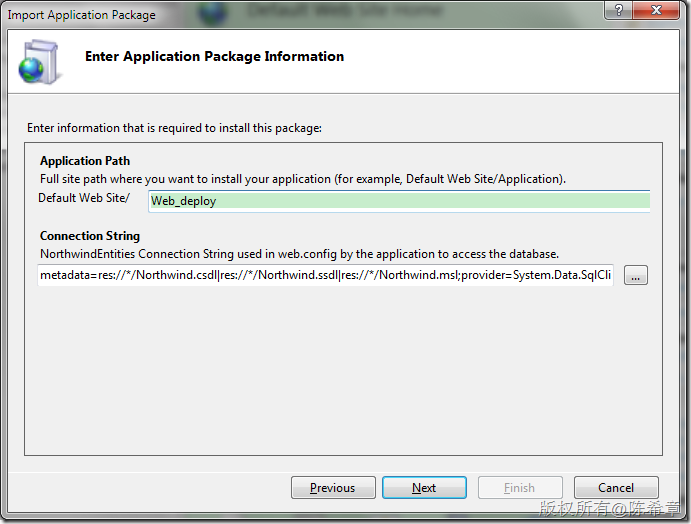 Default Web Site Home
Import Application Package
Enter Application Package Information
Enter information that is required to install this package:
Application Path
Full site path where you want to install your application (for example, Default Web Site/Application).
Default Web Site/ Web_deploy
Connection String
NorthwindEntities Connection String used in web.config by the application to access the database.
metadata=res://*/Northwind.csdl|res://*/Northwind.ssdl|res://*/Northwind.msl;provider=System.Data.SqlCli ...
Previous Next Finish Cancel
版权所有@陈希章